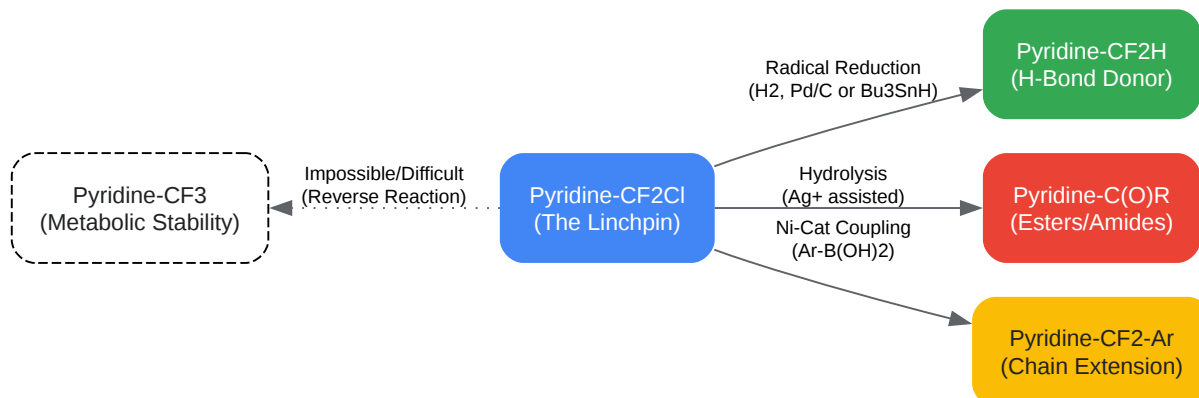 Pyridine-CF3
(Metabolic Stability)
Impossible/Difficult
(Reverse Reaction)
Pyridine-CF2Cl
(The Linchpin)
Radical Reduction
(H2, Pd/C or Bu3SnH)
Pyridine-CF2H
(H-Bond Donor)
Hydrolysis
(Ag+ assisted)
Pyridine-C(O)R
(Esters/Amides)
Ni-Cat Coupling
(Ar-B(OH)2)
Pyridine-CF2-Ar
(Chain Extension)